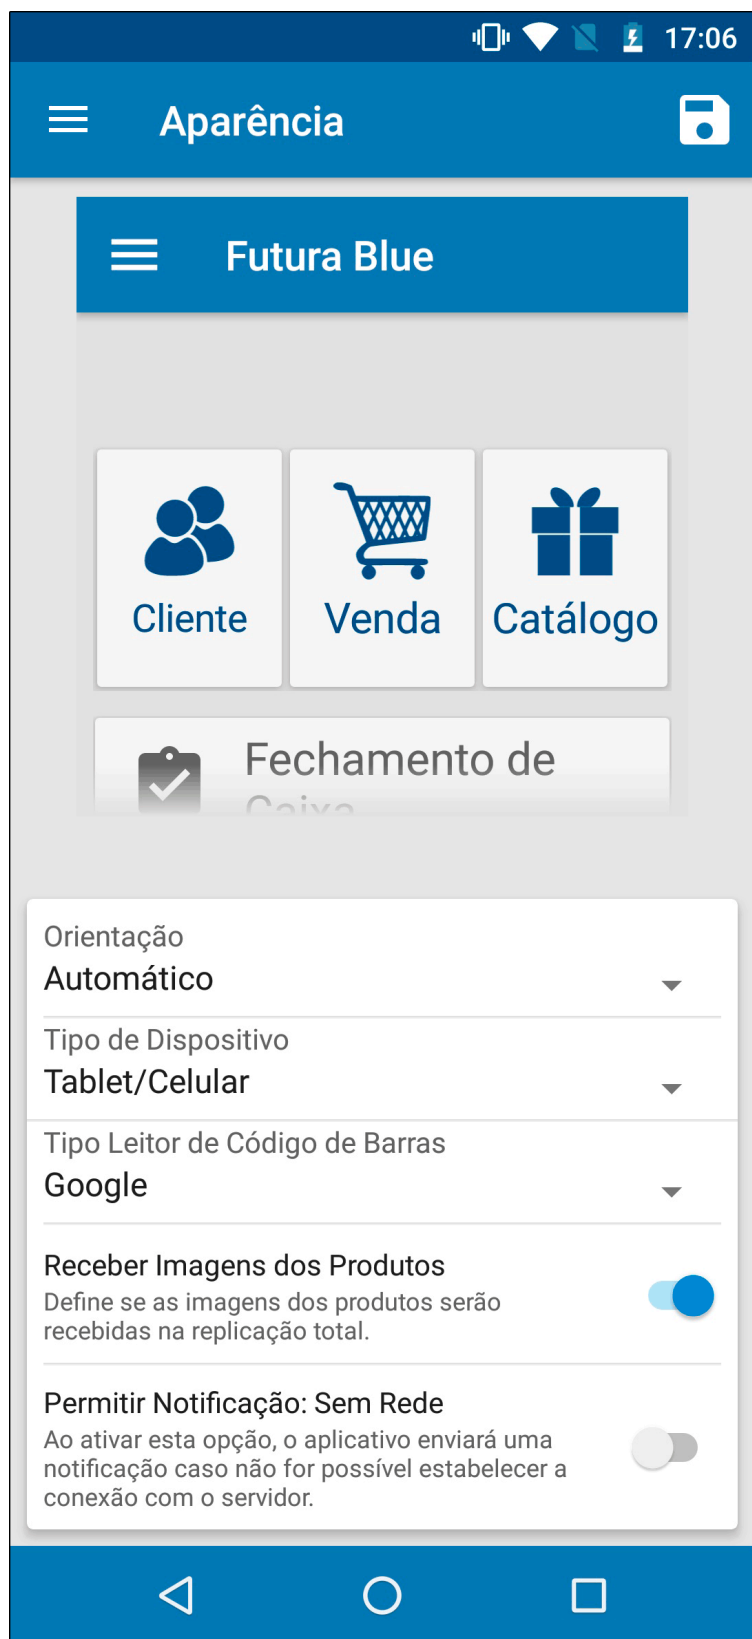 17:06
Aparência
Futura Blue
Cliente
Venda
Catálogo
Fechamento de
Caixa
Orientação
Automático
Tipo de Dispositivo
Tablet/Celular
Tipo Leitor de Código de Barras
Google
Receber Imagens dos Produtos
Define se as imagens dos produtos serão
recebidas na replicação total.
Permitir Notificação: Sem Rede
Ao ativar esta opção, o aplicativo enviará uma
notificação caso não for possível estabelecer a
conexão com o servidor.